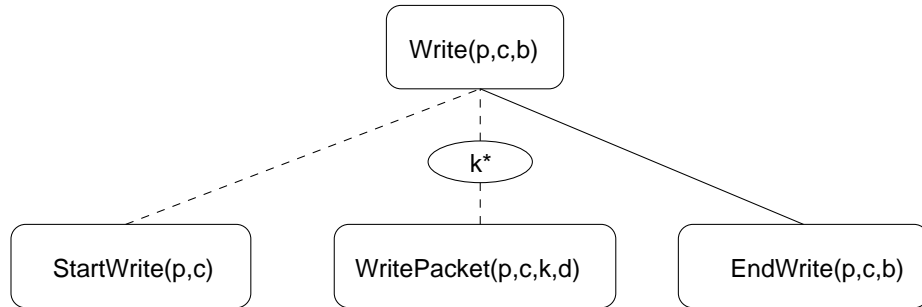 Write(p,c,b)
k*
StartWrite(p,c)
WritePacket(p,c,k,d)
EndWrite(p,c,b)